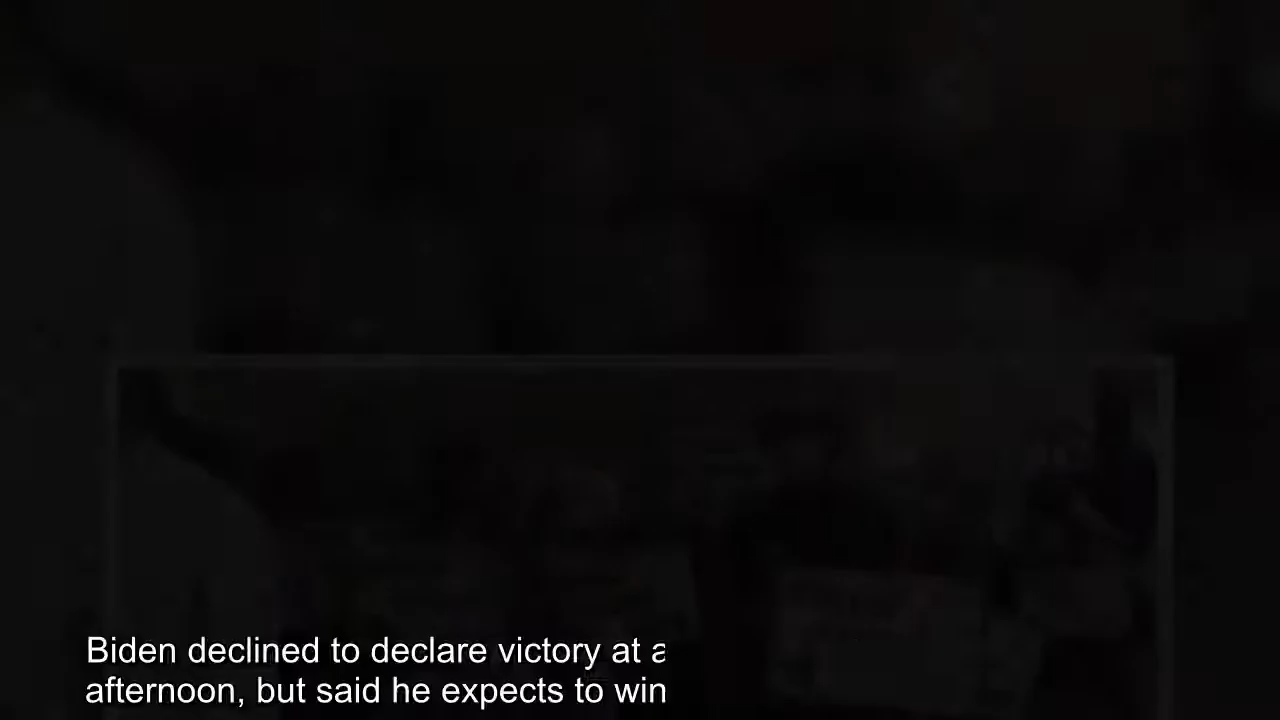 Biden declined to declare victory at a
afternoon, but said he expects to win